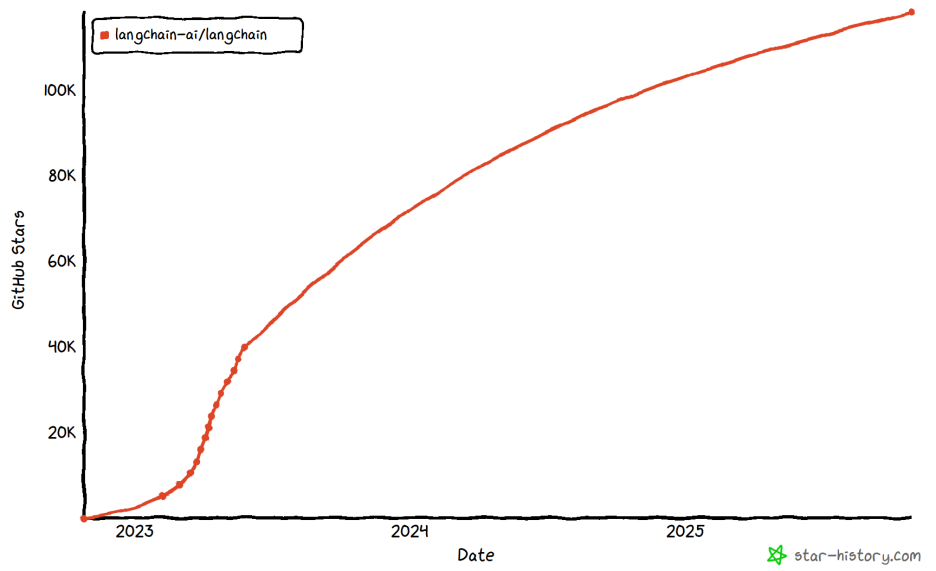 langchain-ai/langchain
100K
80K
60K
40K
20K
GitHub Stars
2023
2024
2025
Date
star-history.com